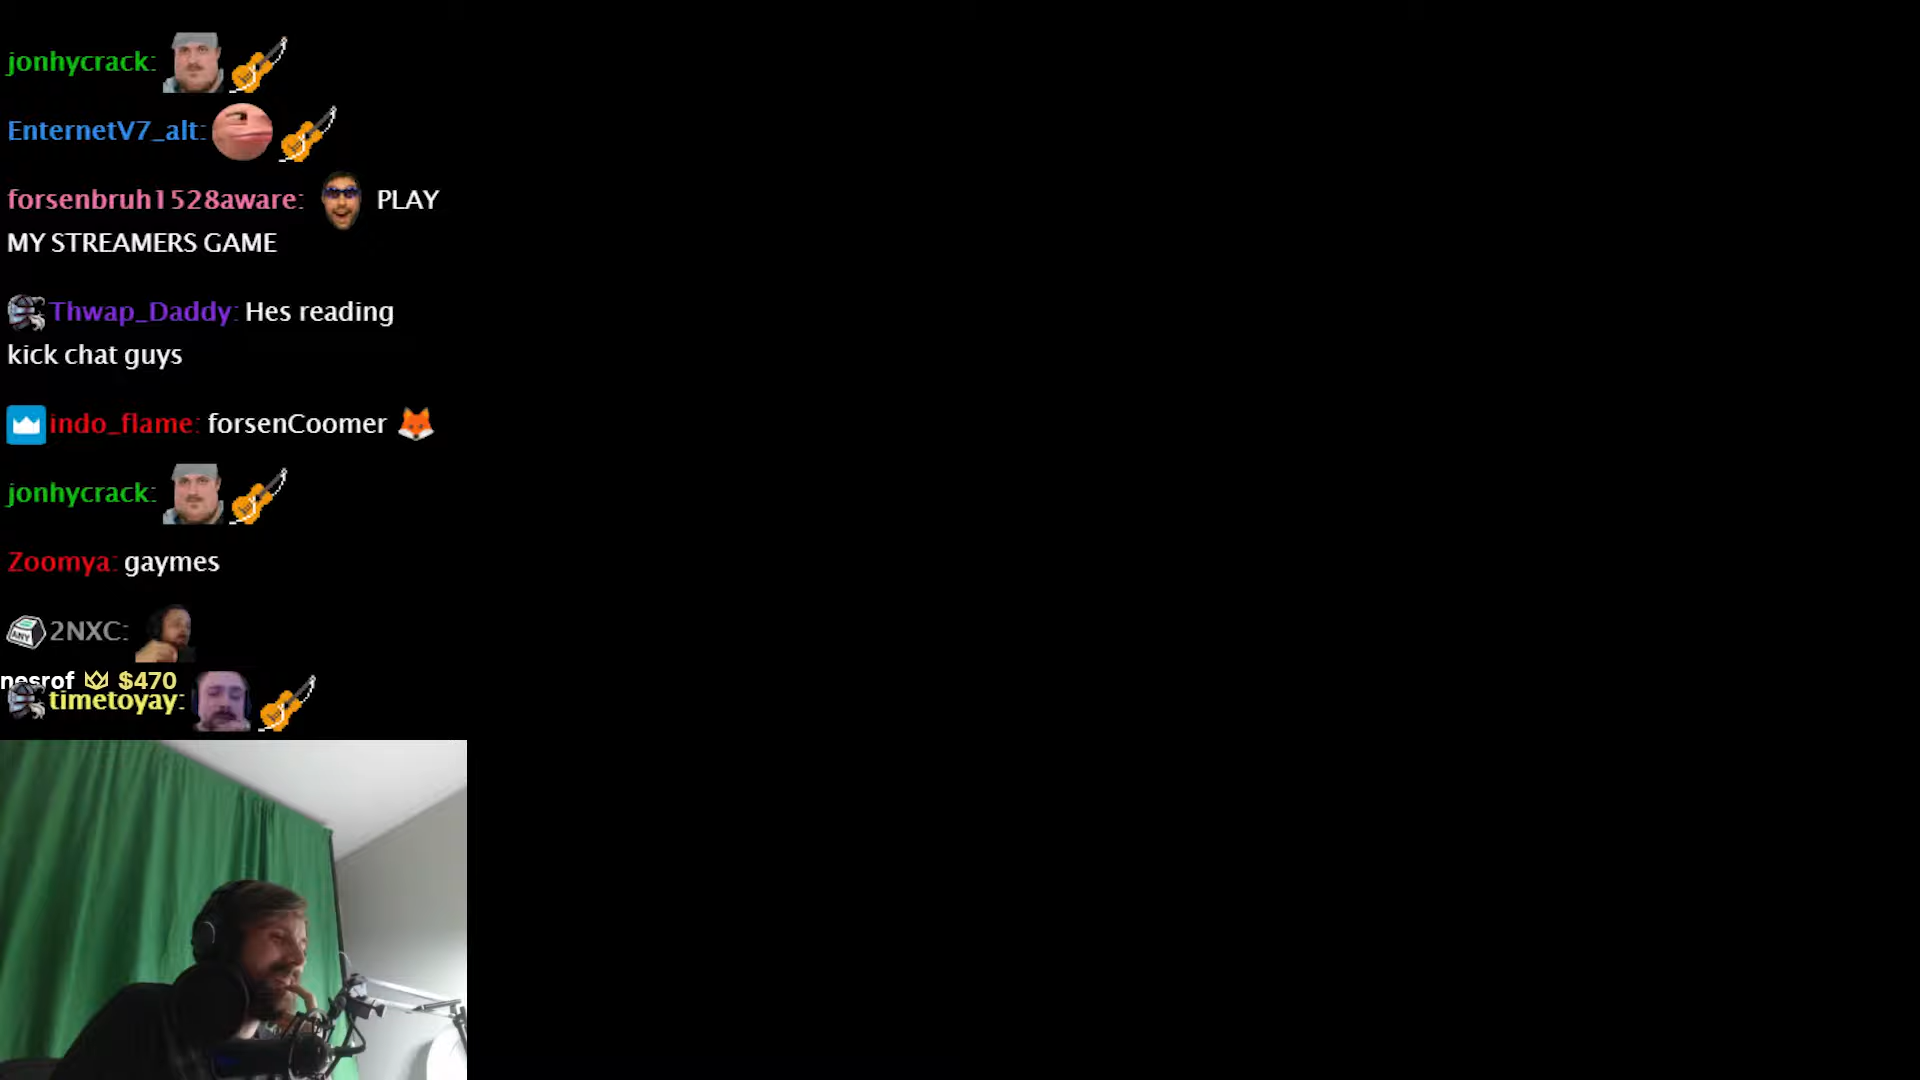 jonhycrack:
EnternetV7_alt:
forsenbruh1528aware: PLAY
MY STREAMERS GAME
Thwap_Daddy: Hes reading
kick chat guys
indo_flame: forsenCoomer
jonhycrack:
Zoomya: gaymes
ANY 2NXC:
nesrof $470
timetoyay: